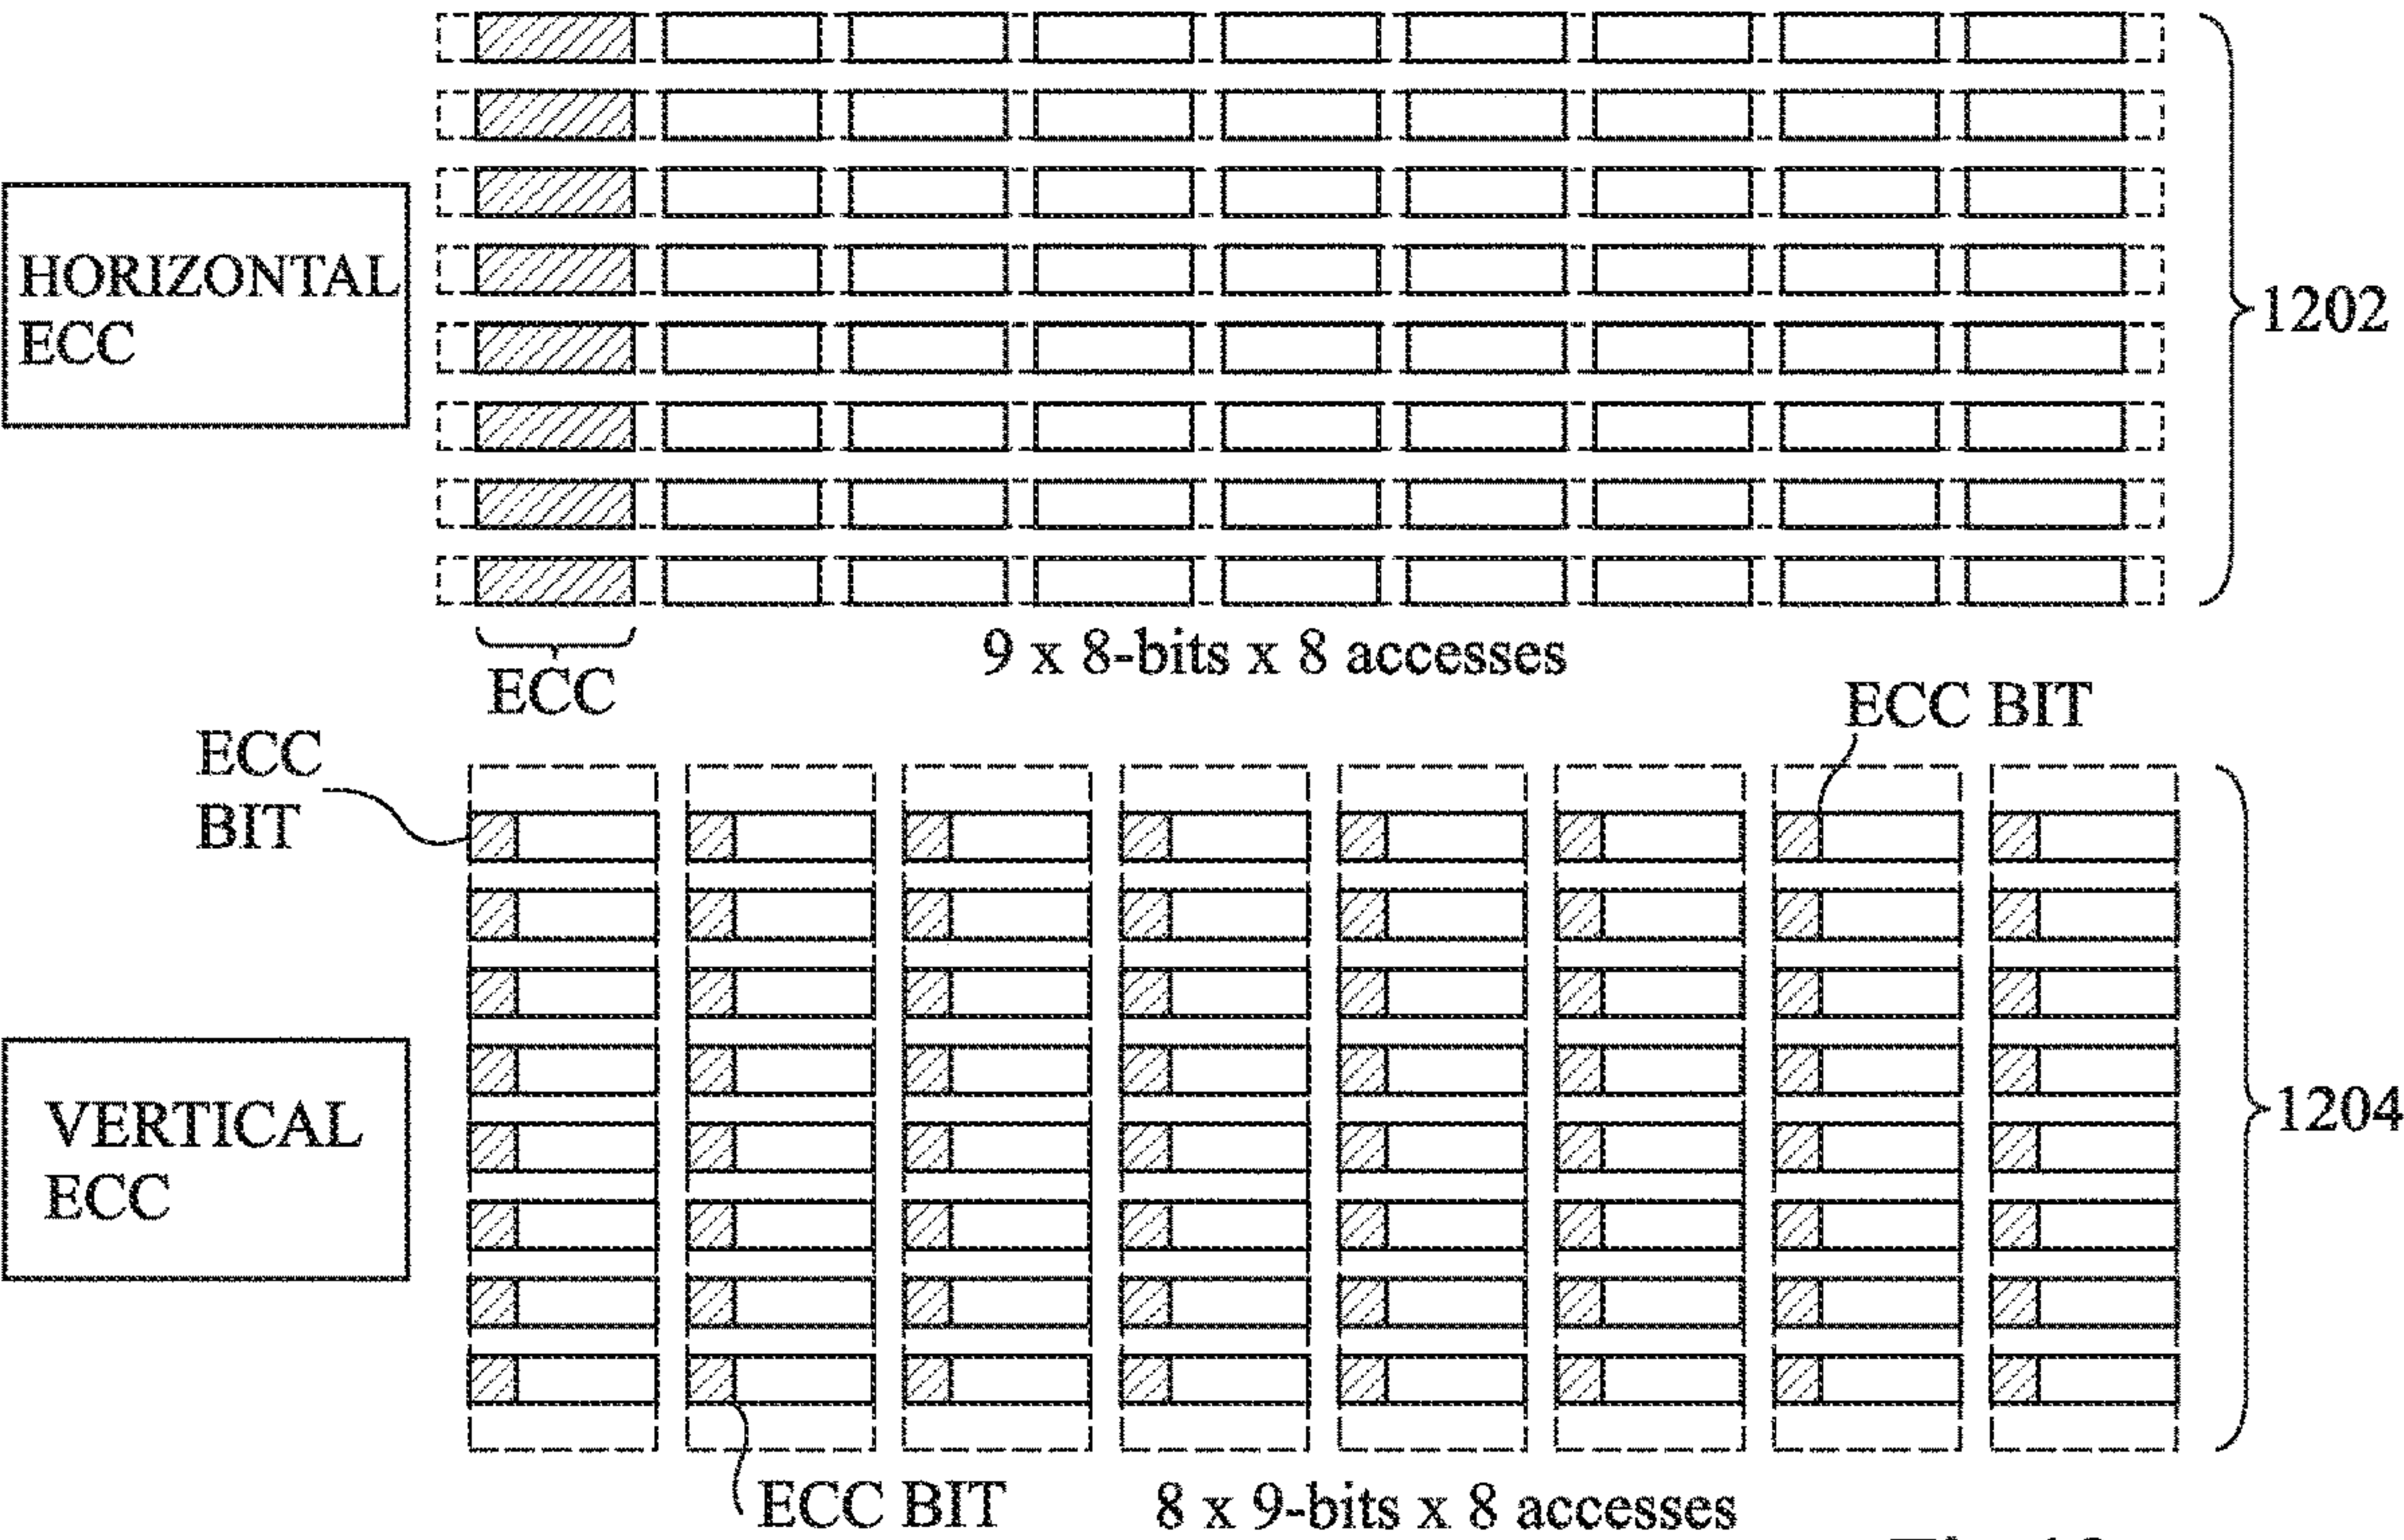 HORIZONTAL
ECC
1202
ECC
9 x 8-bits x 8 accesses
ECC BIT
ECC
BIT
VERTICAL
ECC
1204
ECC BIT
8 x 9-bits x 8 accesses